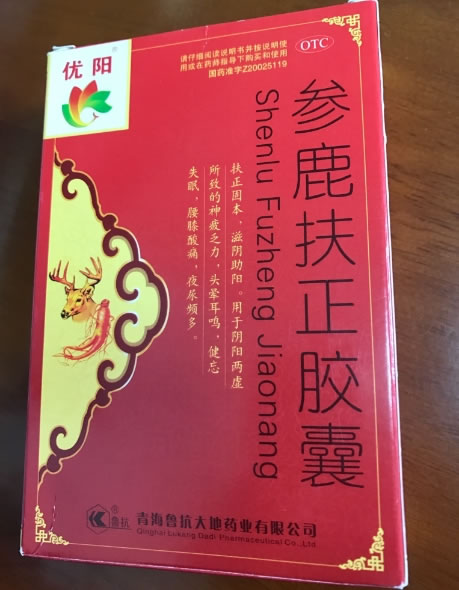 优阳
®
请仔细阅读说明书并按说明使
用或在药师指导下购买和使用
国药准字Z20025119
OTC
参鹿扶正胶囊
Shenlu Fuzheng Jiaonang
扶正固本，滋阴助阳。用于阴阳两虚
所致的神疲乏力，头晕耳鸣，健忘
失眠，腰膝酸痛，夜尿频多。
®
鲁抗
青海鲁抗大地药业有限公司
Qinghai Lukang Dadi Pharmaceutical Co.,Ltd.